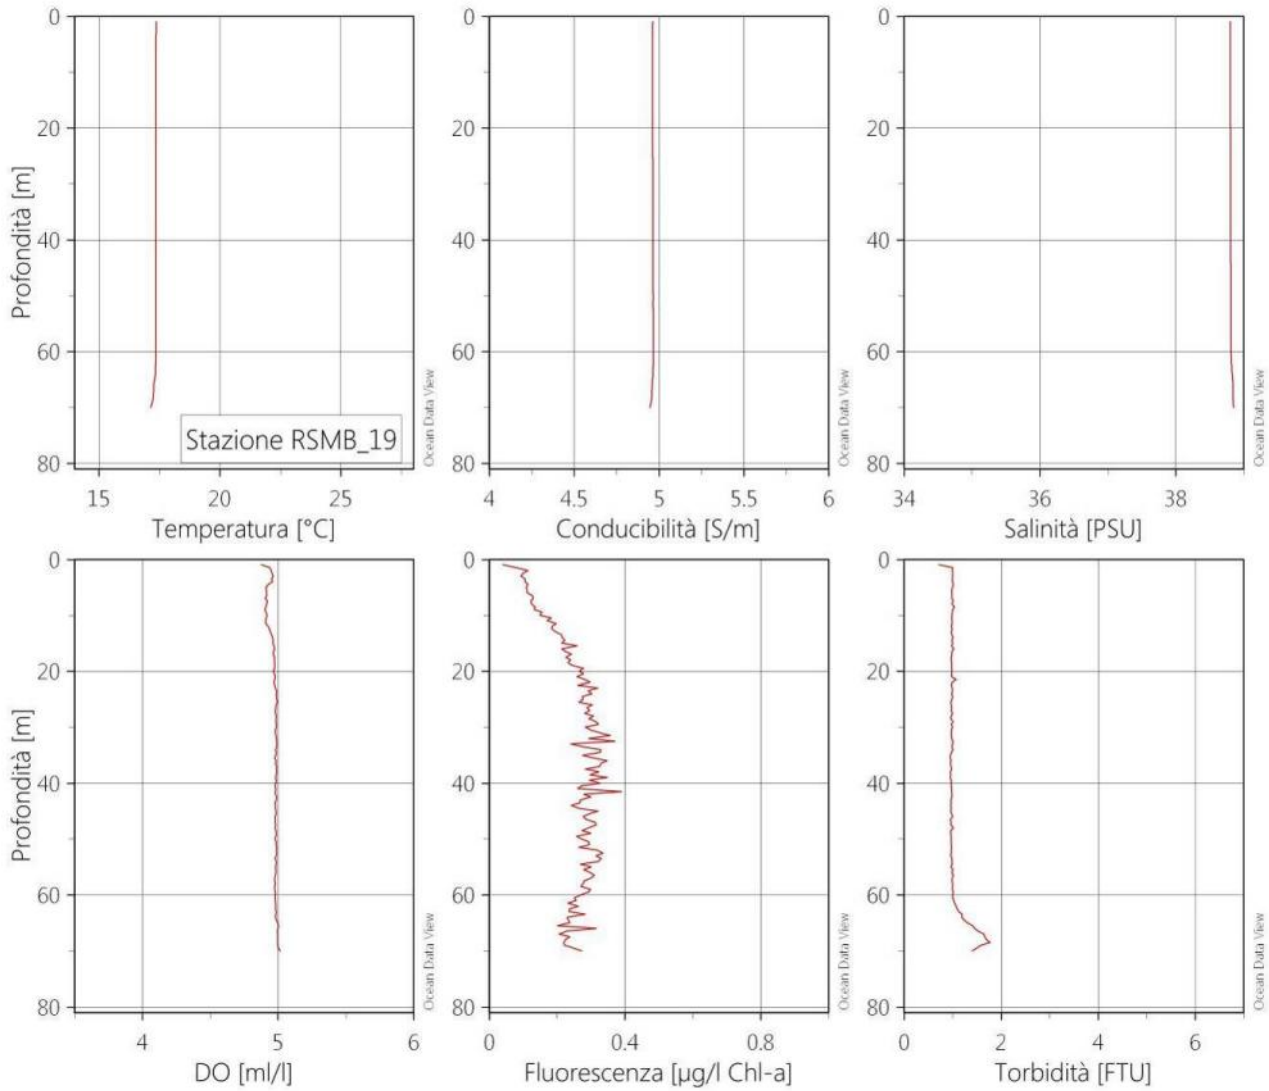 0
20
40
60
80
Profondità [m]
Stazione RSMB_19
15 20 25
Temperatura [°C]
Ocean Data View
0
20
40
60
80
4 4.5 5 5.5 6
Conducibilità [S/m]
Ocean Data View
0
20
40
60
80
34 36 38
Salinità [PSU]
Ocean Data View
0
20
40
60
80
Profondità [m]
4 5 6
DO [ml/l]
Ocean Data View
0
20
40
60
80
0 0.4 0.8
Fluorescenza [µg/l Chl-a]
Ocean Data View
0
20
40
60
80
0 2 4 6
Torbidità [FTU]
Ocean Data View